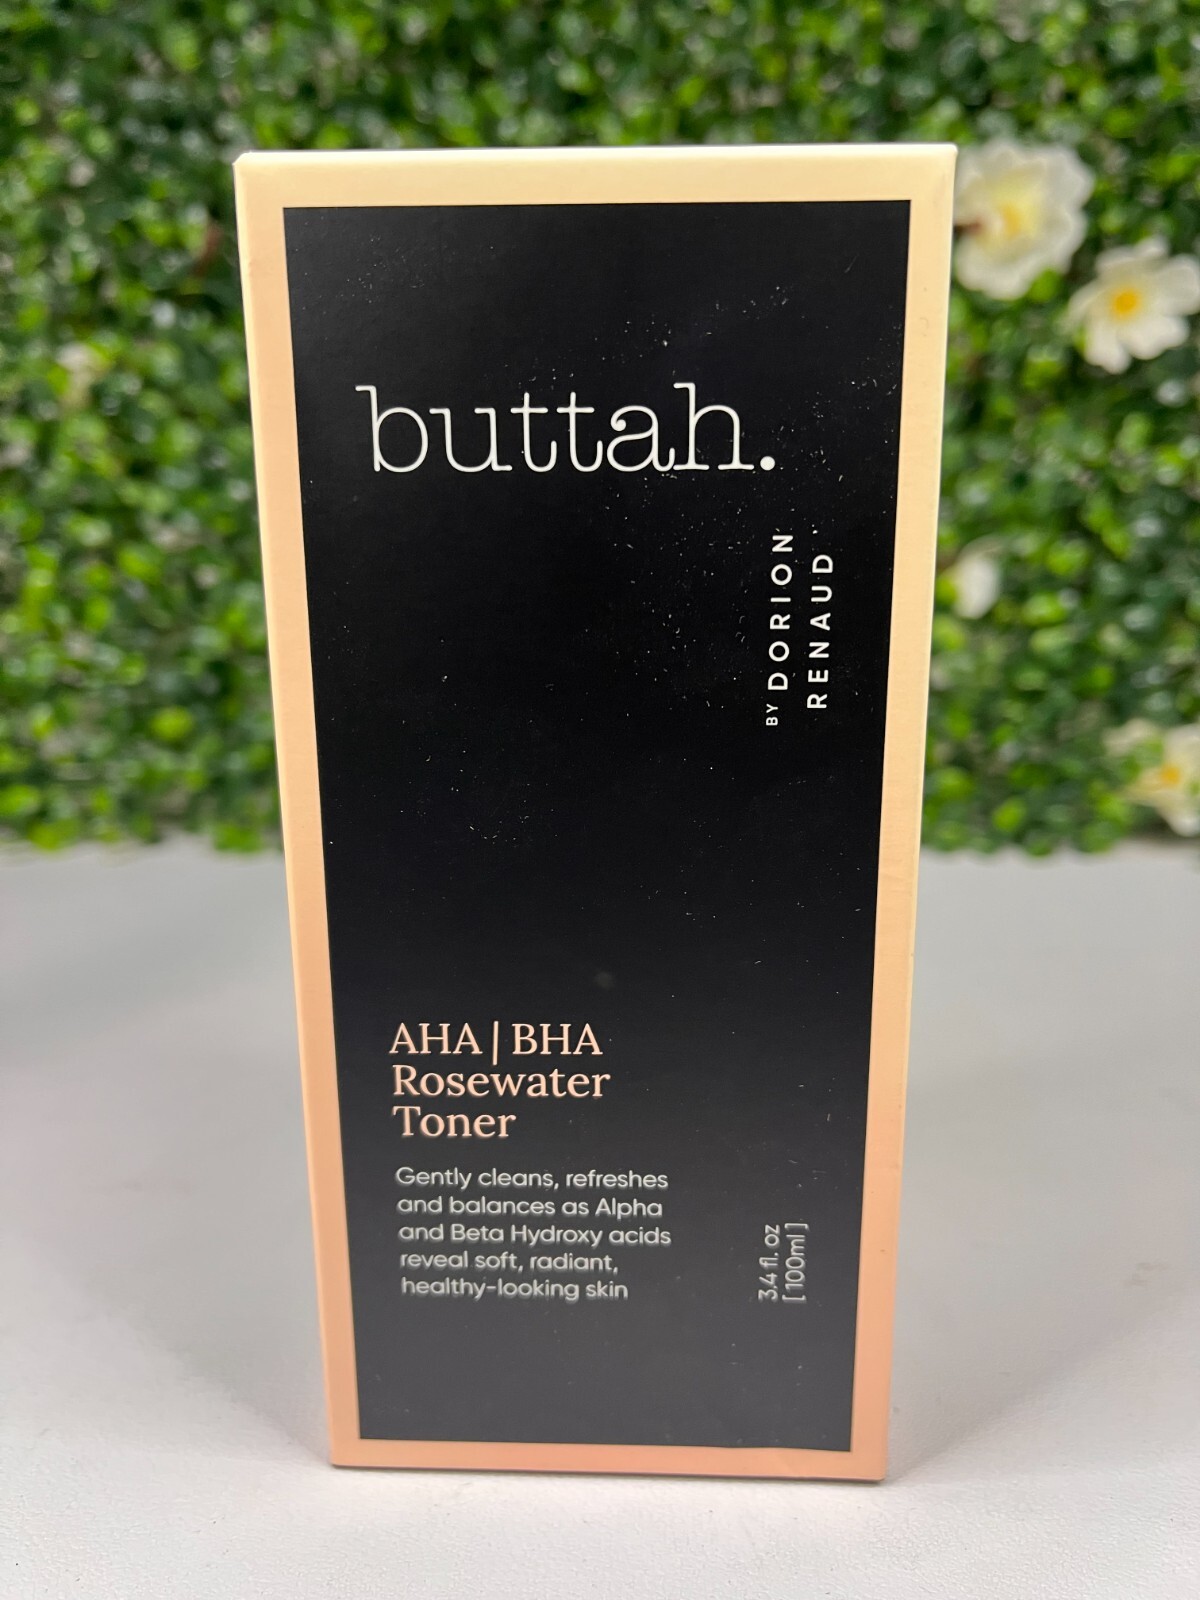 buttah.
BY DORION
RENAUD
AHA | BHA
Rosewater
Toner
Gently cleans, refreshes
and balances as Alpha
and Beta Hydroxy acids
reveal soft, radiant,
healthy-looking skin
3.4 fl. oz
[100ml]